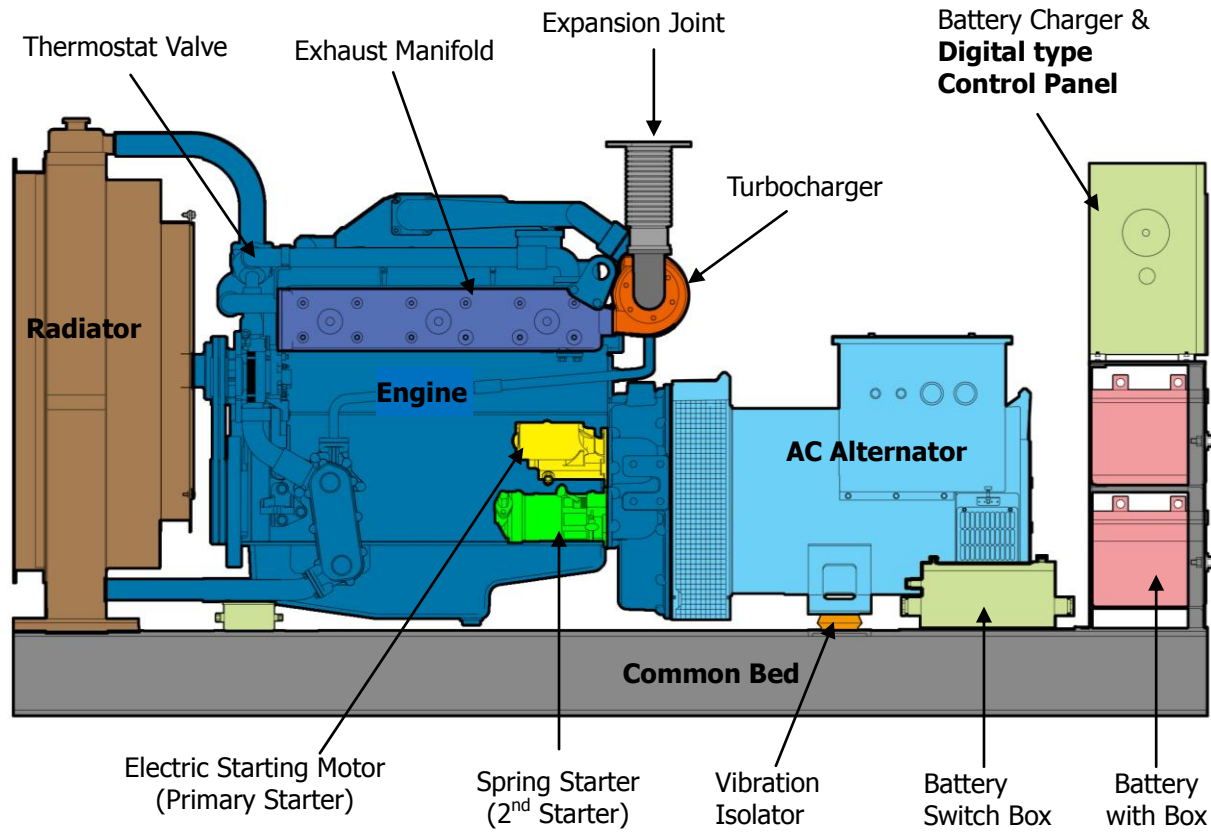 Thermostat Valve
Exhaust Manifold
Expansion Joint
Battery Charger &
Digital type
Control Panel
Turbocharger
Radiator
Engine
AC Alternator
Common Bed
Electric Starting Motor
(Primary Starter)
Spring Starter
(2nd Starter)
Vibration
Isolator
Battery
Switch Box
Battery
with Box